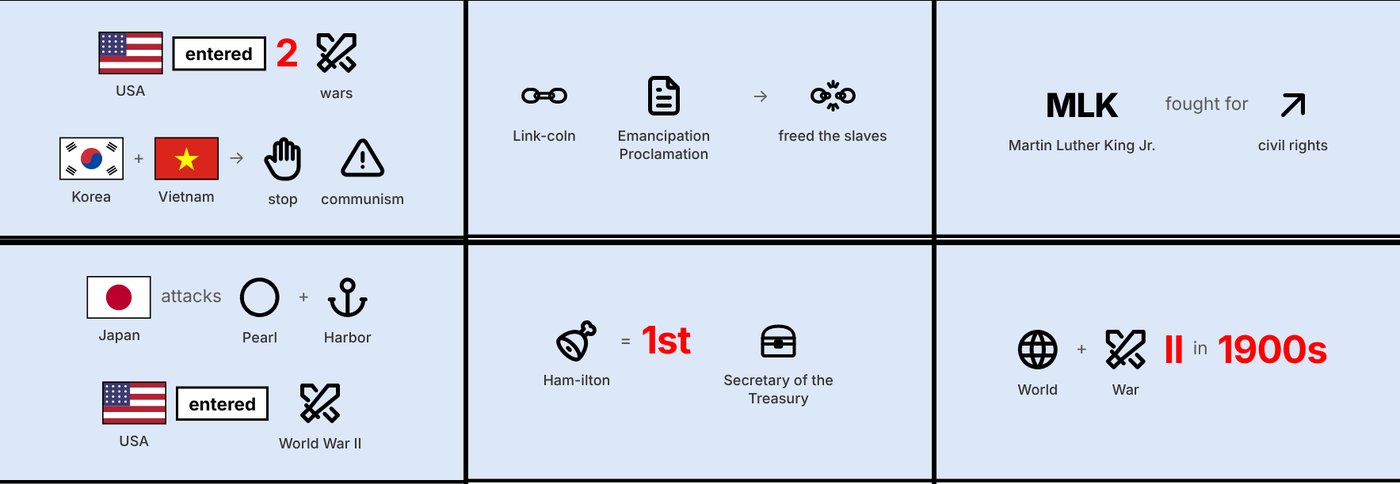 entered 2
USA wars
+ →
Korea Vietnam stop communism
→
Link-coln Emancipation Proclamation freed the slaves
MLK fought for
Martin Luther King Jr. civil rights
attacks +
Japan Pearl Harbor
entered
USA World War II
= 1st
Ham-ilton Secretary of the Treasury
+ II in 1900s
World War